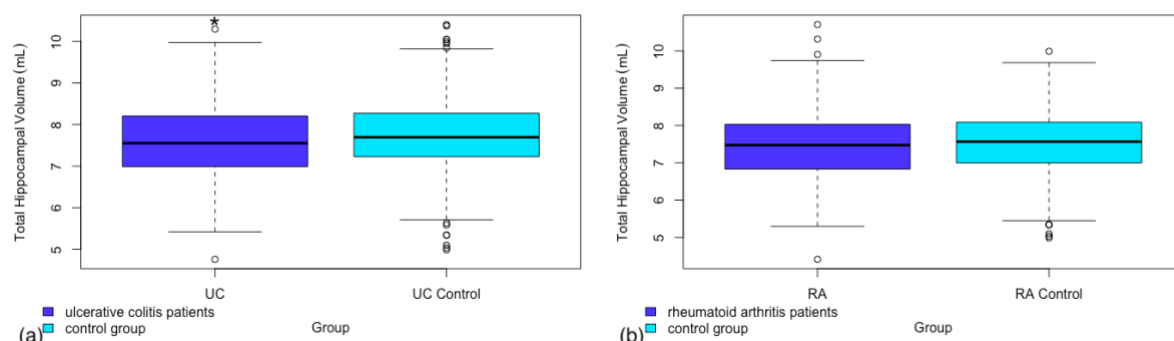 *
Total Hippocampal Volume (mL)
10
9
8
7
6
5
UC
UC Control
ulcerative colitis patients
control group
Group
(a)
Total Hippocampal Volume (mL)
10
9
8
7
6
5
RA
RA Control
rheumatoid arthritis patients
control group
Group
(b)